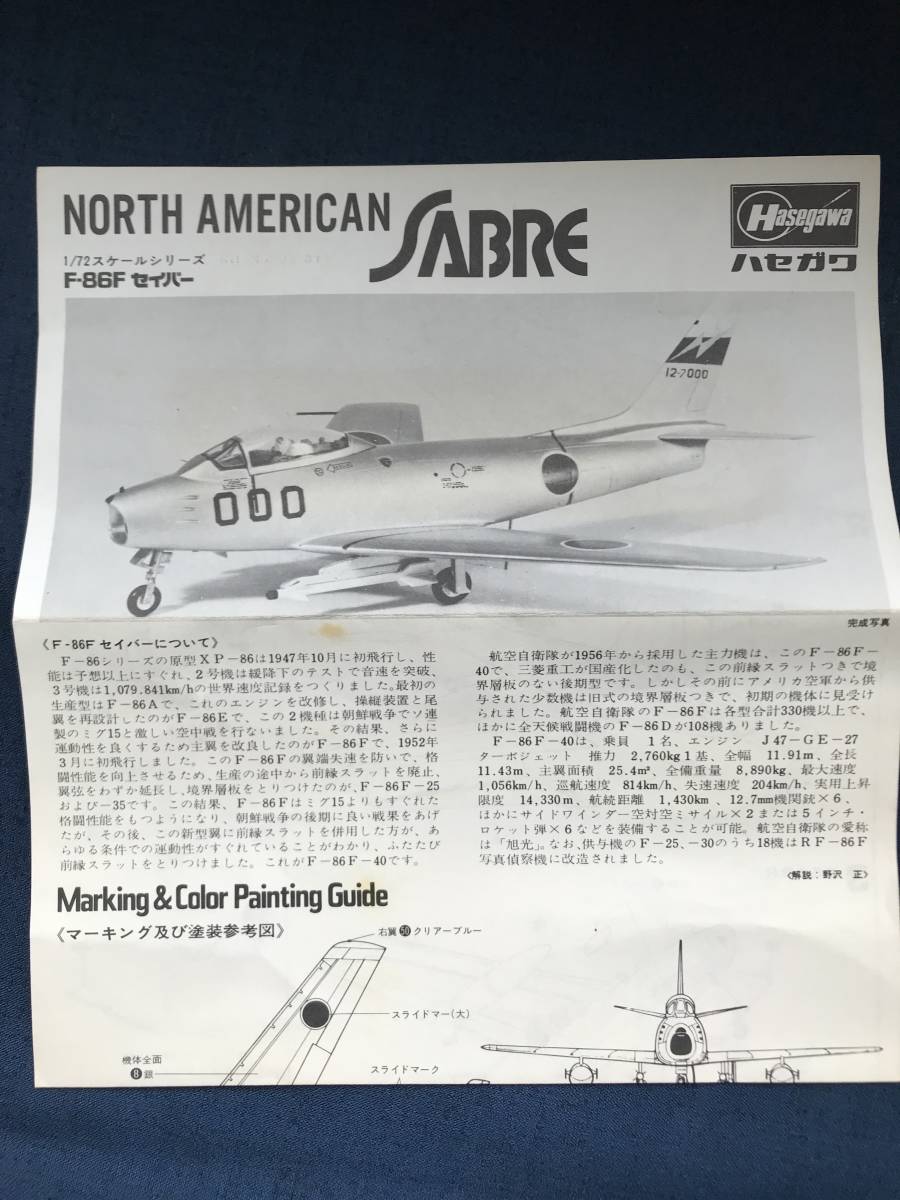 NORTH AMERICAN SABRE
1/72スケールシリーズ
F-86F セイバー
Hasegawa
ハセガワ
12-7000
000
完成写真
《F-86F セイバーについて》
F-86シリーズの原型XP-86は1947年10月に初飛行し、性
能は予想以上にすぐれ、2号機は緩降下のテストで音速を突破、
3号機は1,079.841km/hの世界速度記録をつくりました。最初の
生産型はF-86Aで、これのエンジンを改修し、操縦装置と尾
翼を再設計したのがF-86Eで、この2機種は朝鮮戦争でソ連
製のミグ15と激しい空中戦を行ないました。その結果、さらに
運動性を良くするため主翼を改良したのがF-86Fで、1952年
3月に初飛行しました。このF-86Fの翼端失速を防いで、格
闘性能を向上させるため、生産の途中から前縁スラットを廃止、
翼弦をわずか延長し、境界層板をとりつけたのが、F-86F-25
および-35です。この結果、F-86Fはミグ15よりもすぐれた
格闘性能をもつようになり、朝鮮戦争の後期に良い戦果をあげ
たが、その後、この新型翼に前縁スラットを併用した方が、あ
らゆる条件での運動性がすぐれていることがわかり、ふたたび
前縁スラットをとりつけました。これがF-86F-40です。
航空自衛隊が1956年から採用した主力機は、このF-86F-
40で、三菱重工が国産化したのも、この前縁スラットつきで境
界層板のない後期型です。しかしその前にアメリカ空軍から供
与された少数機は旧式の境界層板つきで、初期の機体に見受け
られました。航空自衛隊のF-86Fは各型合計330機以上で、
ほかに全天候戦闘機のF-86Dが108機ありました。
F-86F-40は、乗員 1名、エンジン J47-GE-27
ターボジェット 推力 2,760kg1基、全幅 11.91m、全長
11.43m、主翼面積 25.4m²、全備重量 8,890kg、最大速度
1,056km/h、巡航速度 814km/h、失速速度 204km/h、実用上昇
限度 14,330m、航続距離 1,430km 、12.7mm機関銃×6、
ほかにサイドワインダー空対空ミサイル×2または5インチ・
ロケット弾×6などを装備することが可能。航空自衛隊の愛称
は「旭光」。なお、供与機のF-25、-30のうち18機はRF-86F
写真偵察機に改造されました。
〈解説:野沢 正〉
Marking & Color Painting Guide
《マーキング及び塗装参考図》
右翼50クリアーブルー
スライドマー(大)
機体全面
8銀
スライドマーク